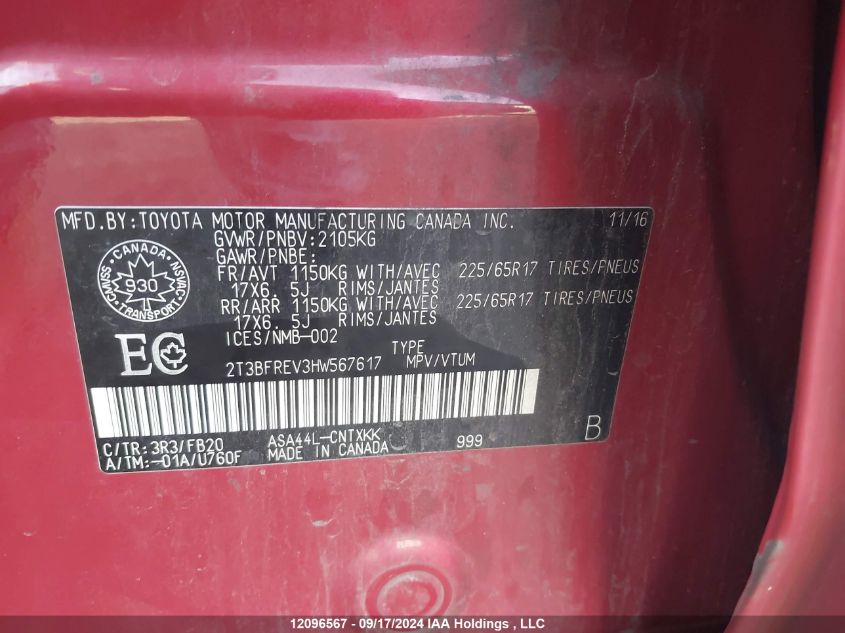 MFD.BY:TOYOTA MOTOR MANUFACTURING CANADA INC. 11/16
GVWR/PNBV:2105KG
GAWR/PNBE:
FR/AVT 1150KG WITH/AVEC 225/65R17 TIRES/PNEUS
17X6.5J RIMS/JANTES
RR/ARR 1150KG WITH/AVEC 225/65R17 TIRES/PNEUS
17X6.5J RIMS/JANTES
ICES/NMB-002
CANADA
930
TRANSPORT
CMVSS NSVAC
EC
TYPE
2T3BFREV3HW567617 MPV/VTUM
C/TR:3R3/FB20 ASA44L-CNTXKK 999 B
A/TM:-01A/U760F MADE IN CANADA
12096567 - 09/17/2024 IAA Holdings , LLC